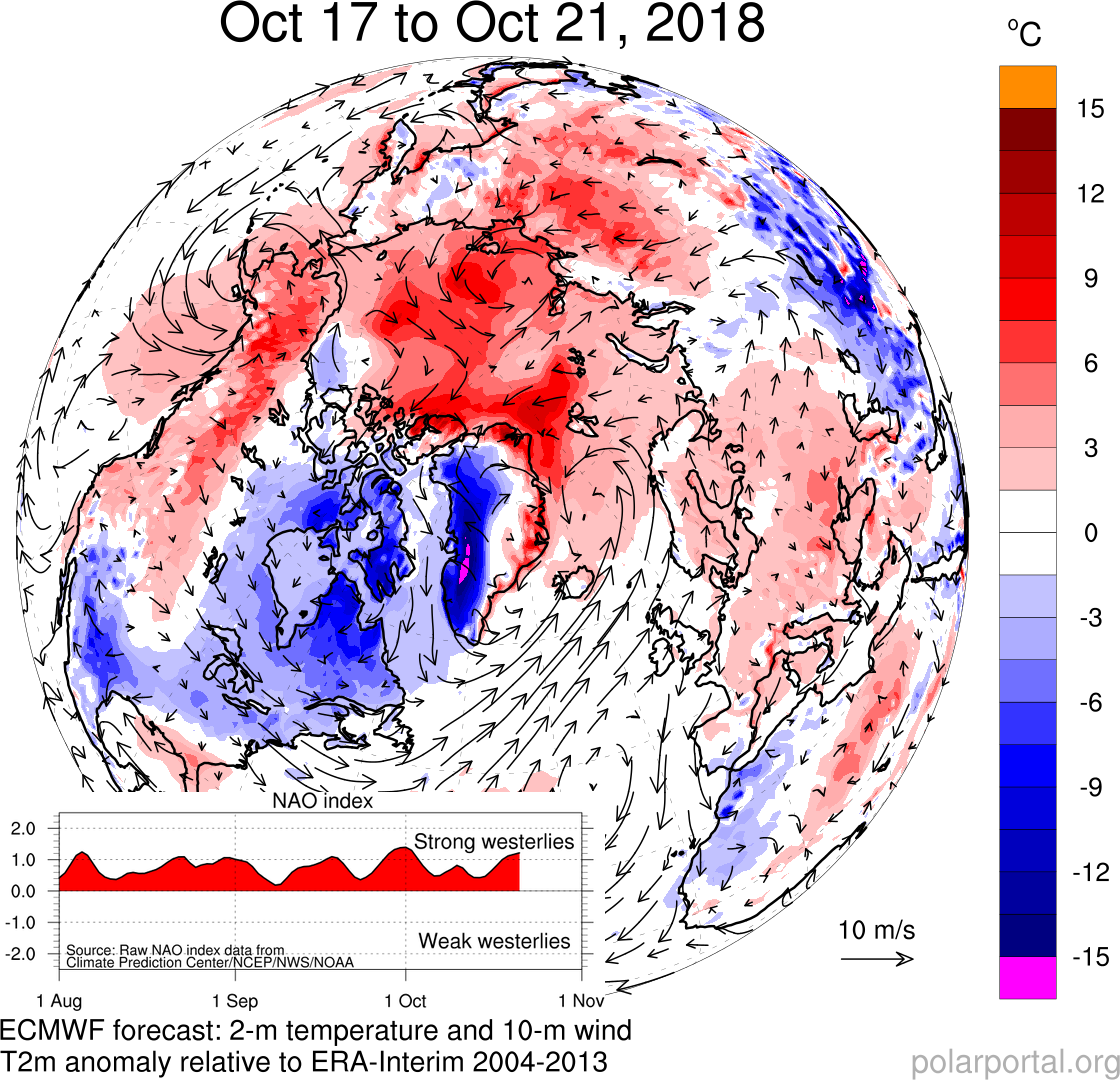 Oct 17 to Oct 21, 2018
oC
15
12
9
6
3
0
-3
-6
-9
-12
-15
10 m/s
NAO index
2.0
1.0
0.0
-1.0
-2.0
Strong westerlies
Weak westerlies
Source: Raw NAO index data from
Climate Prediction Center/NCEP/NWS/NOAA
1 Aug 1 Sep 1 Oct 1 Nov
ECMWF forecast: 2-m temperature and 10-m wind
T2m anomaly relative to ERA-Interim 2004-2013
polarportal.org